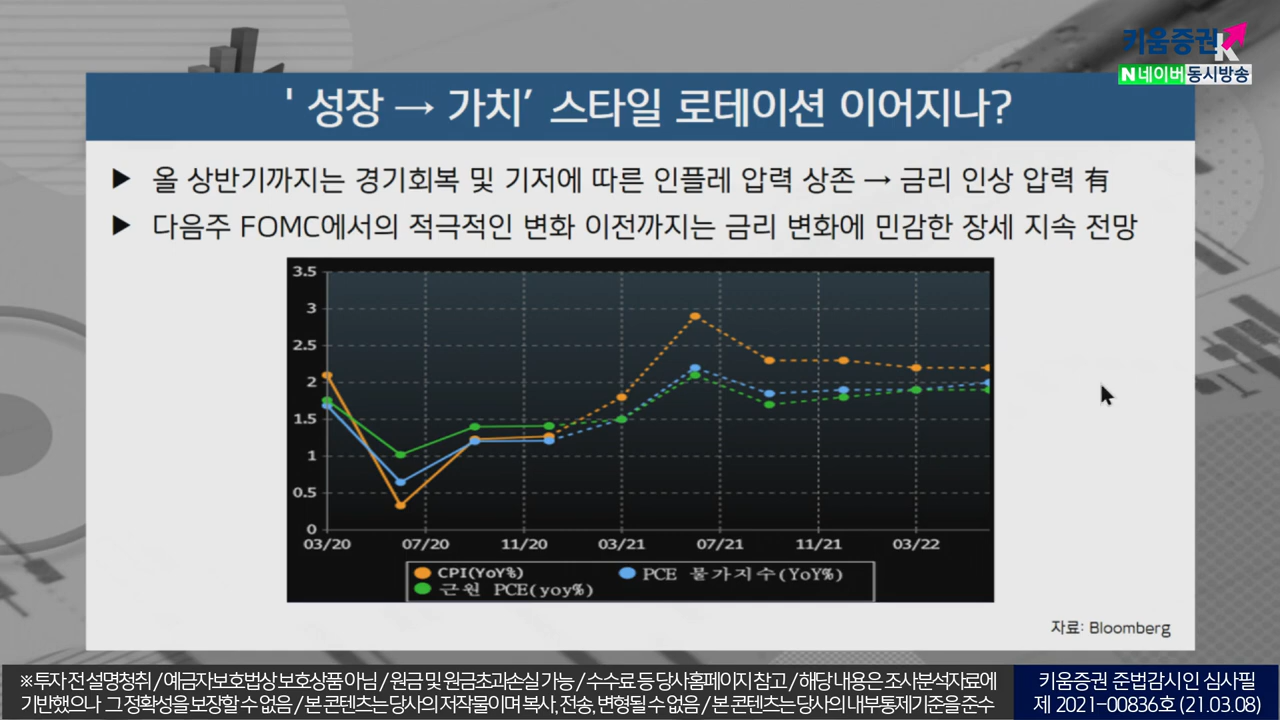 키움증권
N 네이버 동시방송
' 성장 → 가치’ 스타일 로테이션 이어지나?
▶ 올 상반기까지는 경기회복 및 기저에 따른 인플레 압력 상존 → 금리 인상 압력 有
▶ 다음주 FOMC에서의 적극적인 변화 이전까지는 금리 변화에 민감한 장세 지속 전망
3.5
3
2.5
2
1.5
1
0.5
0
03/20 07/20 11/20 03/21 07/21 11/21 03/22
CPI(YoY%) PCE 물가지수(YoY%)
근원 PCE(yoy%)
자료: Bloomberg
※ 투자 전 설명청취 / 예금자보호법상 보호상품 아님 / 원금 및 원금초과손실 가능 / 수수료 등 당사홈페이지 참고 / 해당 내용은 조사분석자료에
기반했으나 그 정확성을 보장할 수 없음 / 본 콘텐츠는 당사의 저작물이며 복사, 전송, 변형될 수 없음 / 본 콘텐츠는 당사의 내부통제기준을 준수
키움증권 준법감시인 심사필
제 2021-00836호 (21.03.08)